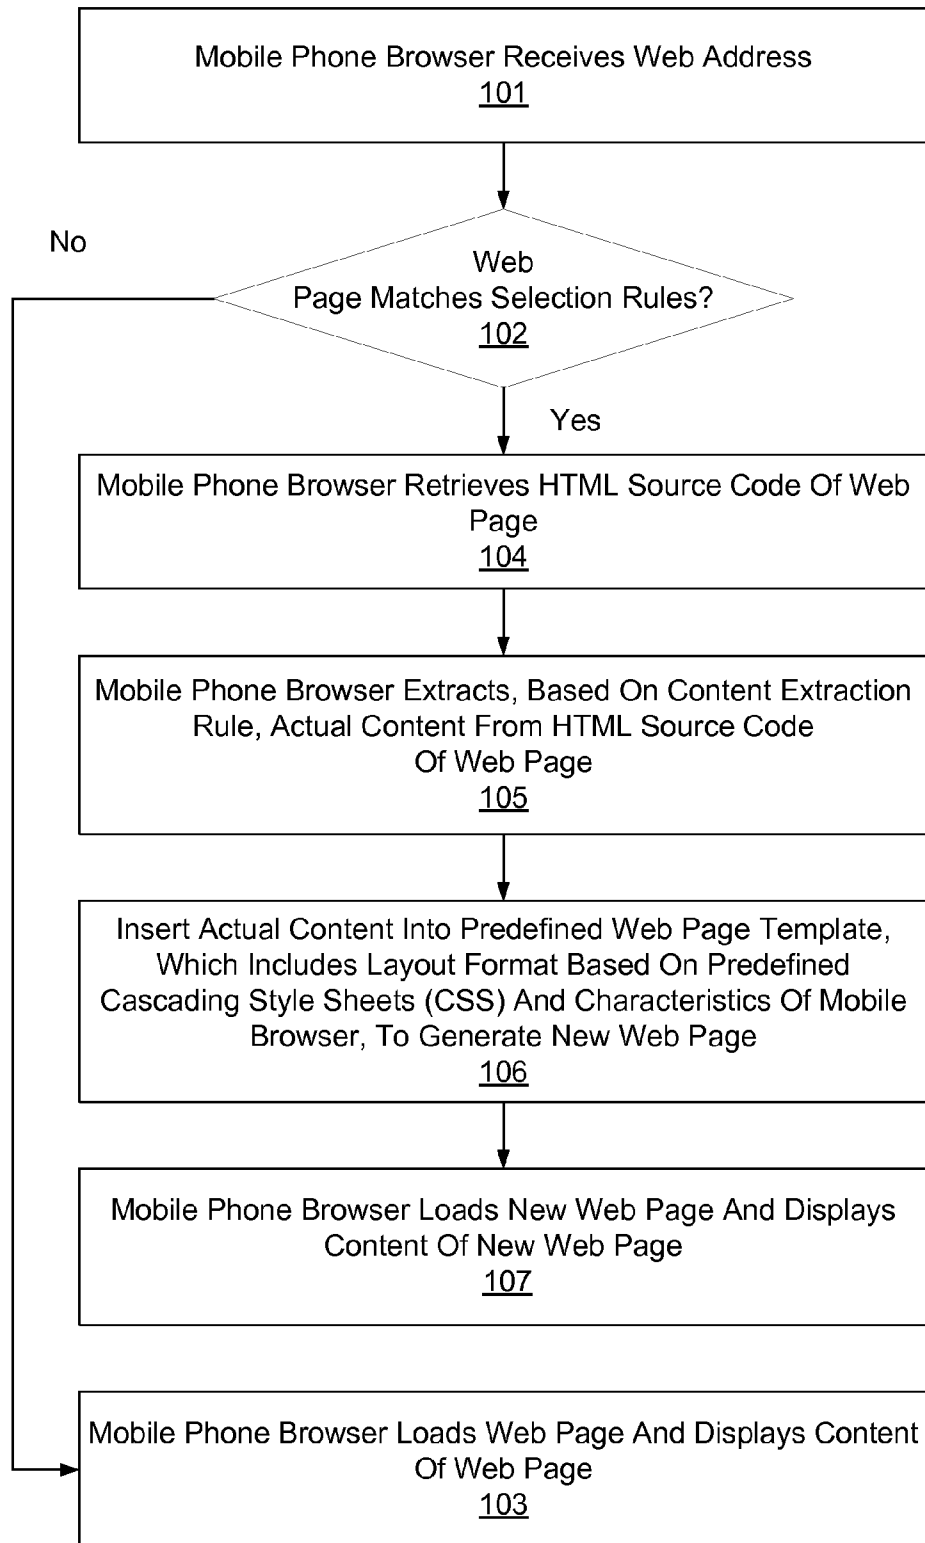 Mobile Phone Browser Receives Web Address
101
No
Web
Page Matches Selection Rules?
102
Yes
Mobile Phone Browser Retrieves HTML Source Code Of Web
Page
104
Mobile Phone Browser Extracts, Based On Content Extraction
Rule, Actual Content From HTML Source Code
Of Web Page
105
Insert Actual Content Into Predefined Web Page Template,
Which Includes Layout Format Based On Predefined
Cascading Style Sheets (CSS) And Characteristics Of Mobile
Browser, To Generate New Web Page
106
Mobile Phone Browser Loads New Web Page And Displays
Content Of New Web Page
107
Mobile Phone Browser Loads Web Page And Displays Content
Of Web Page
103